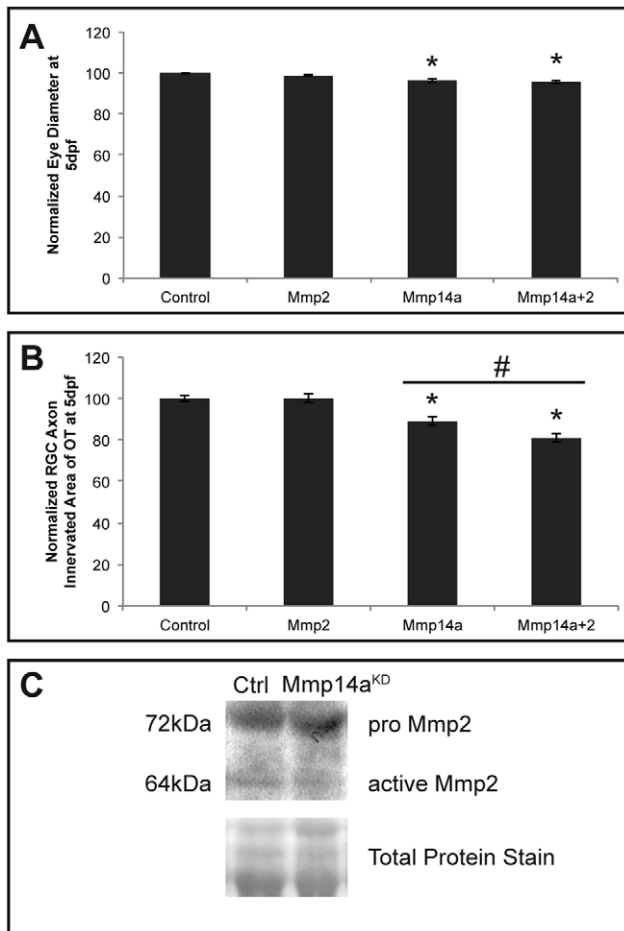 A
Normalized Eye Diameter at
5dpf
120
100
80
60
40
20
0
* *
Control Mmp2 Mmp14a Mmp14a+2
B
Normalized RGC Axon
Innervated Area of OT at 5dpf
120
100
80
60
40
20
0
#
* *
Control Mmp2 Mmp14a Mmp14a+2
C
Ctrl Mmp14aKD
72kDa pro Mmp2
64kDa active Mmp2
Total Protein Stain